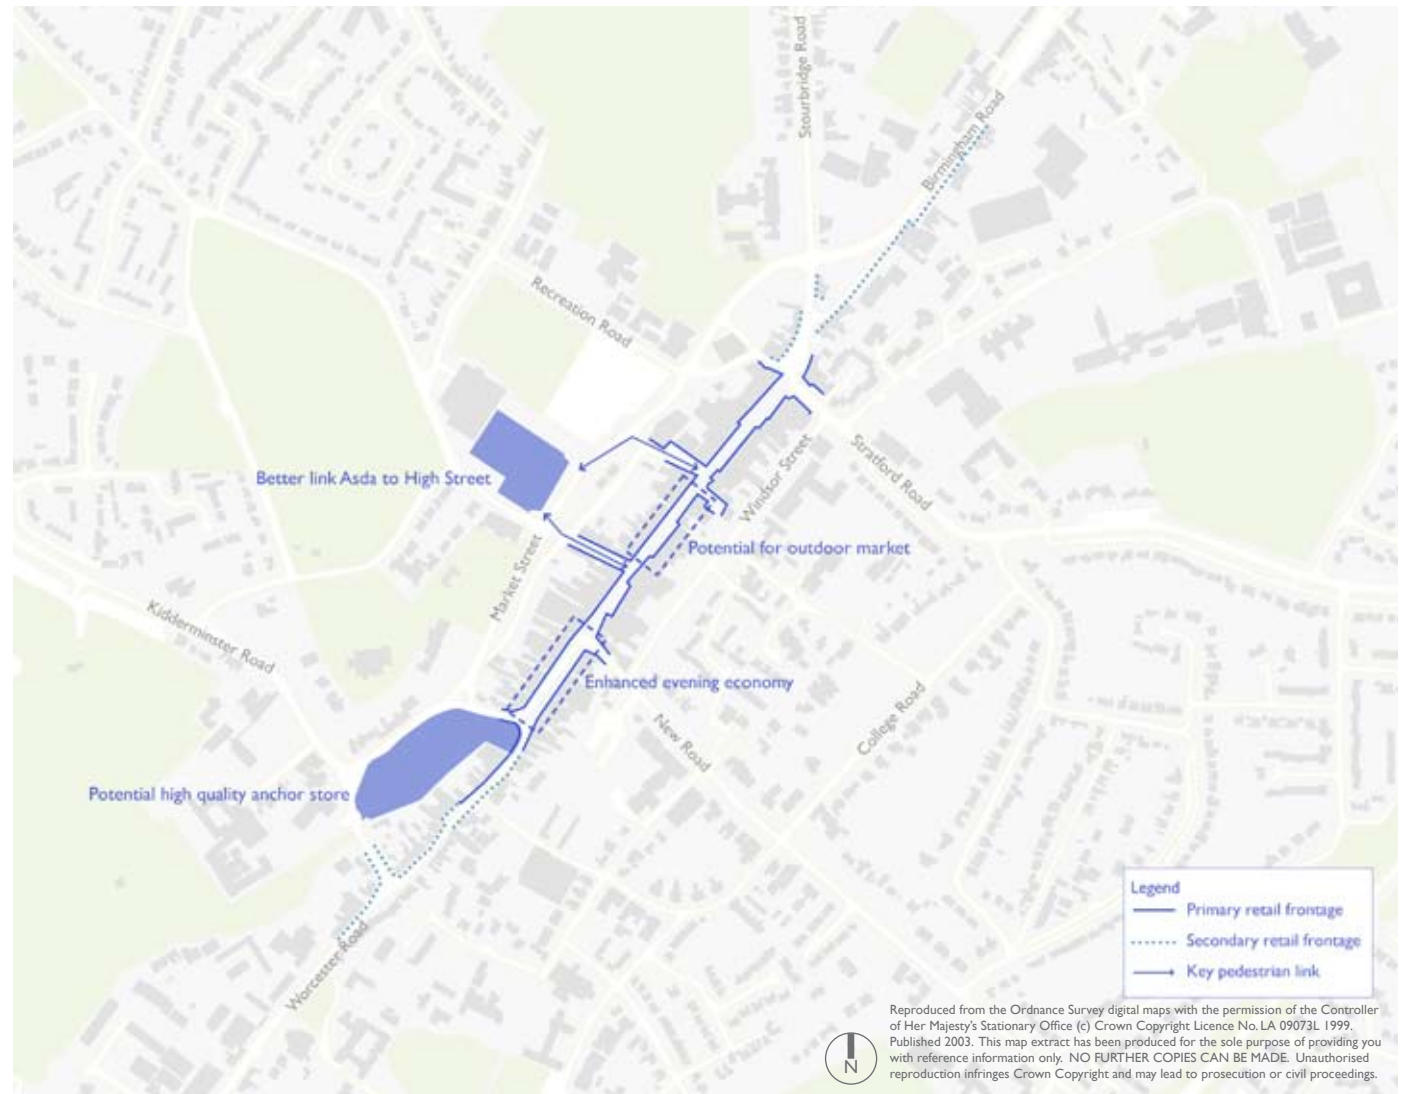 Stourbridge Road
Birmingham Road
Recreation Road
Better link Asda to High Street
Windsor Street
Stratford Road
Potential for outdoor market
Market Street
Kidderminster Road
Enhanced evening economy
New Road
College Road
Potential high quality anchor store
Worcester Road
Legend
Primary retail frontage
Secondary retail frontage
Key pedestrian link
Reproduced from the Ordnance Survey digital maps with the permission of the Controller
of Her Majesty's Stationary Office (c) Crown Copyright Licence No. LA 09073L 1999.
Published 2003. This map extract has been produced for the sole purpose of providing you
with reference information only. NO FURTHER COPIES CAN BE MADE. Unauthorised
reproduction infringes Crown Copyright and may lead to prosecution or civil proceedings.
N